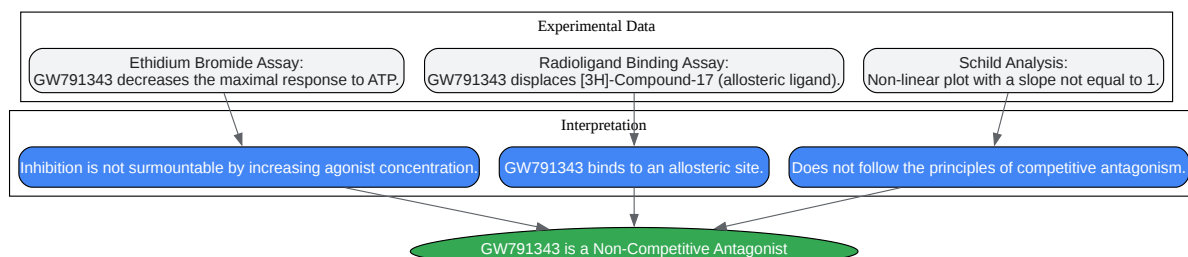 Experimental Data
Ethidium Bromide Assay:
GW791343 decreases the maximal response to ATP.
Radioligand Binding Assay:
GW791343 displaces [3H]-Compound-17 (allosteric ligand).
Schild Analysis:
Non-linear plot with a slope not equal to 1.
Interpretation
Inhibition is not surmountable by increasing agonist concentration.
GW791343 binds to an allosteric site.
Does not follow the principles of competitive antagonism.
GW791343 is a Non-Competitive Antagonist